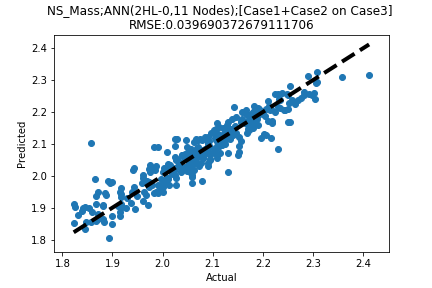 NS_Mass;ANN(2HL-0,11 Nodes);[Case1+Case2 on Case3]
RMSE:0.039690372679111706
2.4
2.3
2.2
2.1
2.0
1.9
1.8
Predicted
1.8 1.9 2.0 2.1 2.2 2.3 2.4
Actual